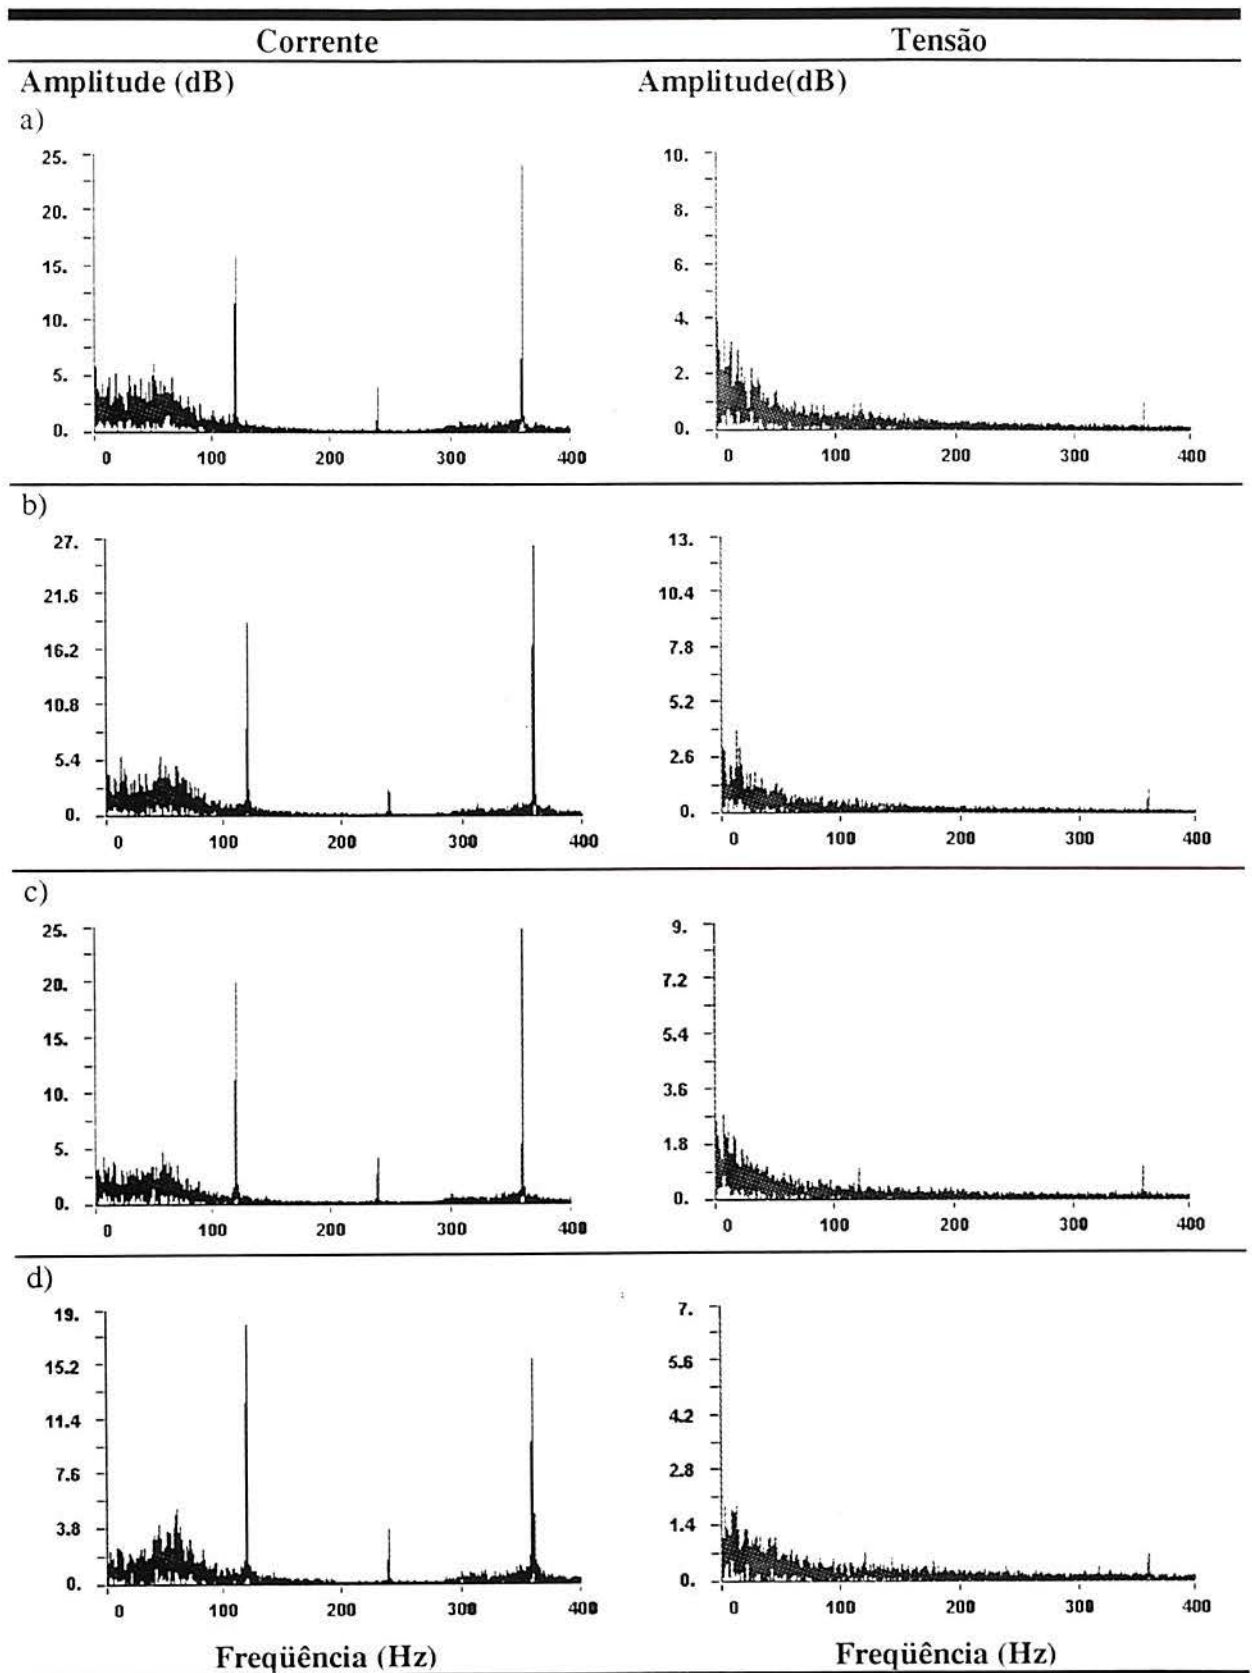 Corrente Tensão
Amplitude (dB) Amplitude(dB)
a)
25. 10.
20. 8.
15. 6.
10. 4.
5. 2.
0. 0.
0 100 200 300 400 0 100 200 300 400
b)
27. 13.
21.6 10.4
16.2 7.8
10.8 5.2
5.4 2.6
0. 0.
0 100 200 300 400 0 100 200 300 400
c)
25. 9.
20. 7.2
15. 5.4
10. 3.6
5. 1.8
0. 0.
0 100 200 300 400 0 100 200 300 400
d)
19. 7.
15.2 5.6
11.4 4.2
7.6 2.8
3.8 1.4
0. 0.
0 100 200 300 400 0 100 200 300 400
Freqüência (Hz) Freqüência (Hz)